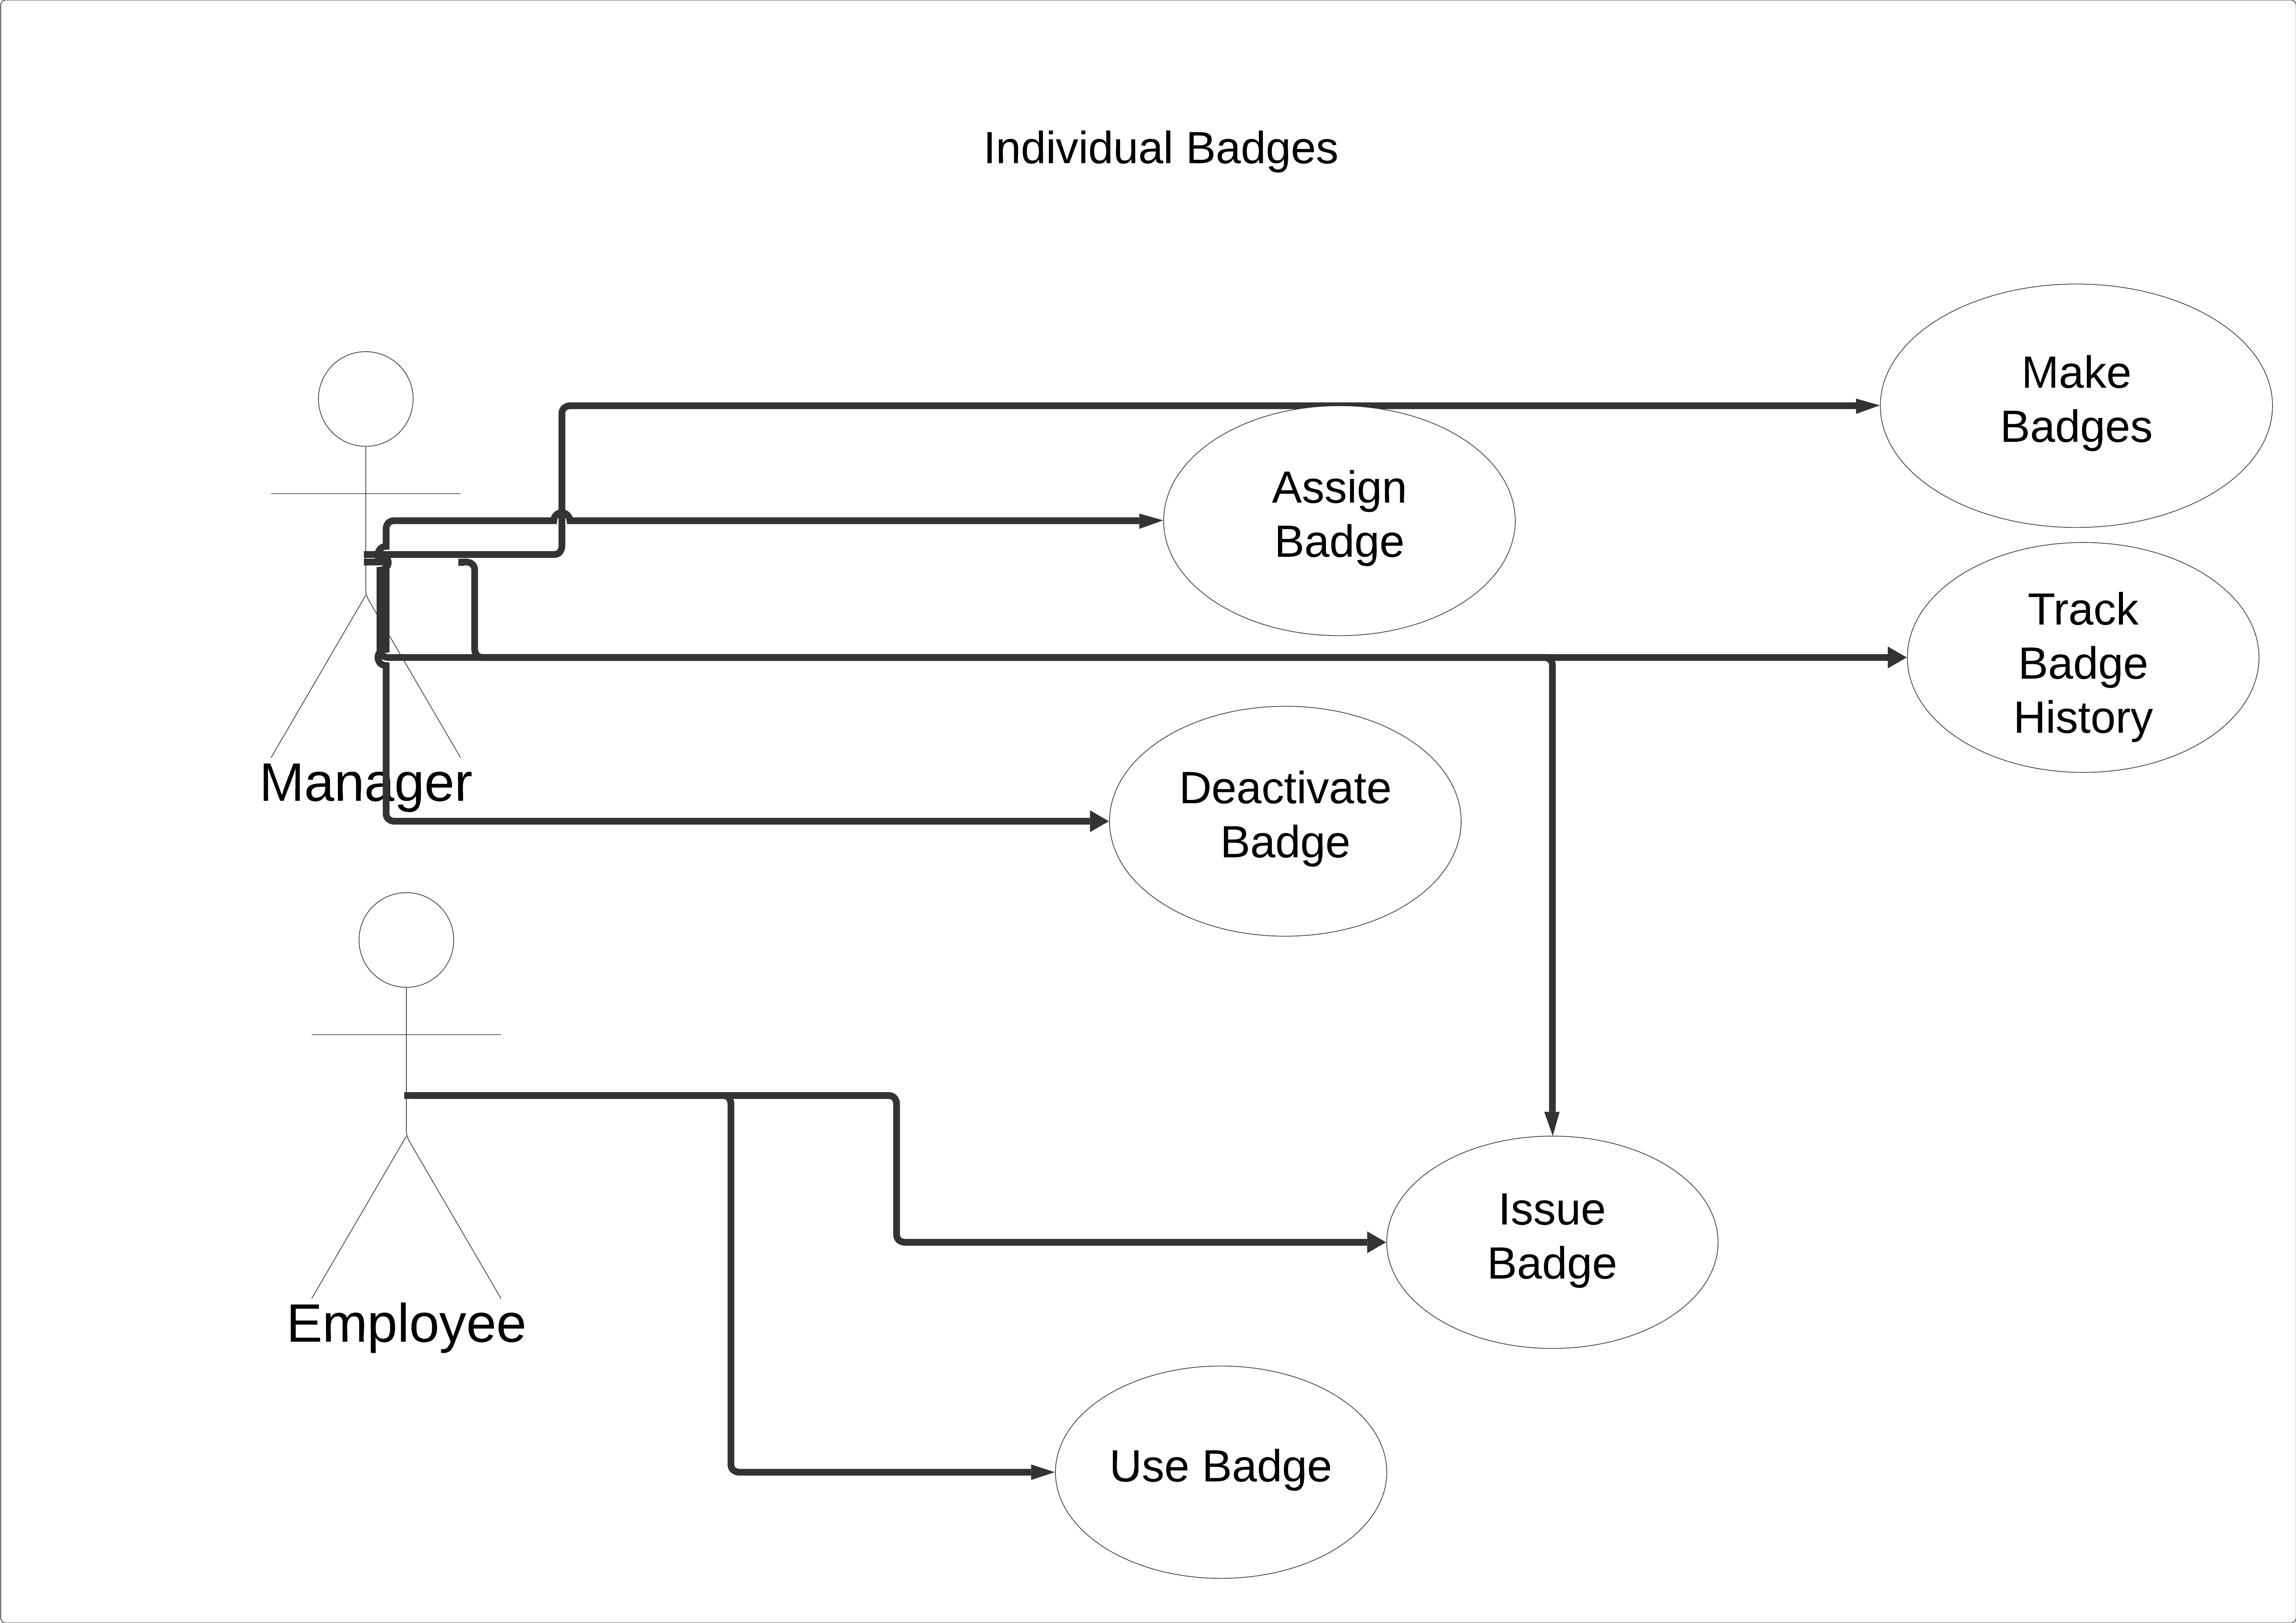 Individual Badges
Make
Badges
Assign
Badge
Track
Badge
History
Manager
Deactivate
Badge
Issue
Badge
Employee
Use Badge